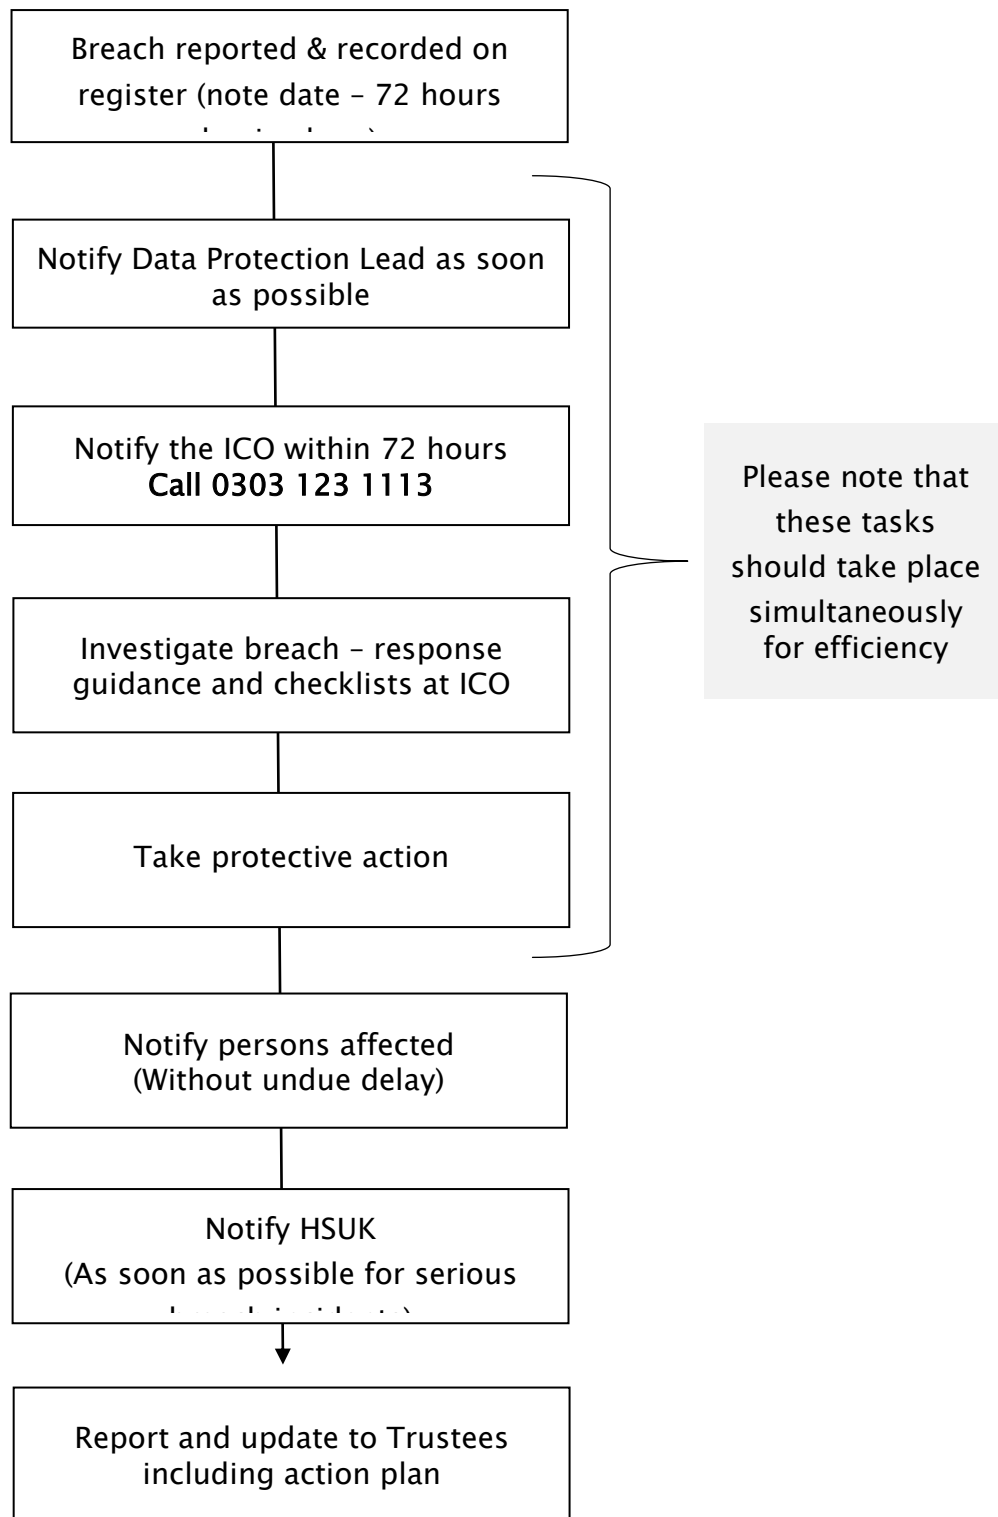 Breach reported & recorded on
register (note date – 72 hours
Notify Data Protection Lead as soon
as possible
Notify the ICO within 72 hours
Call 0303 123 1113
Please note that
these tasks
should take place
simultaneously
for efficiency
Investigate breach – response
guidance and checklists at ICO
Take protective action
Notify persons affected
(Without undue delay)
Notify HSUK
(As soon as possible for serious
Report and update to Trustees
including action plan